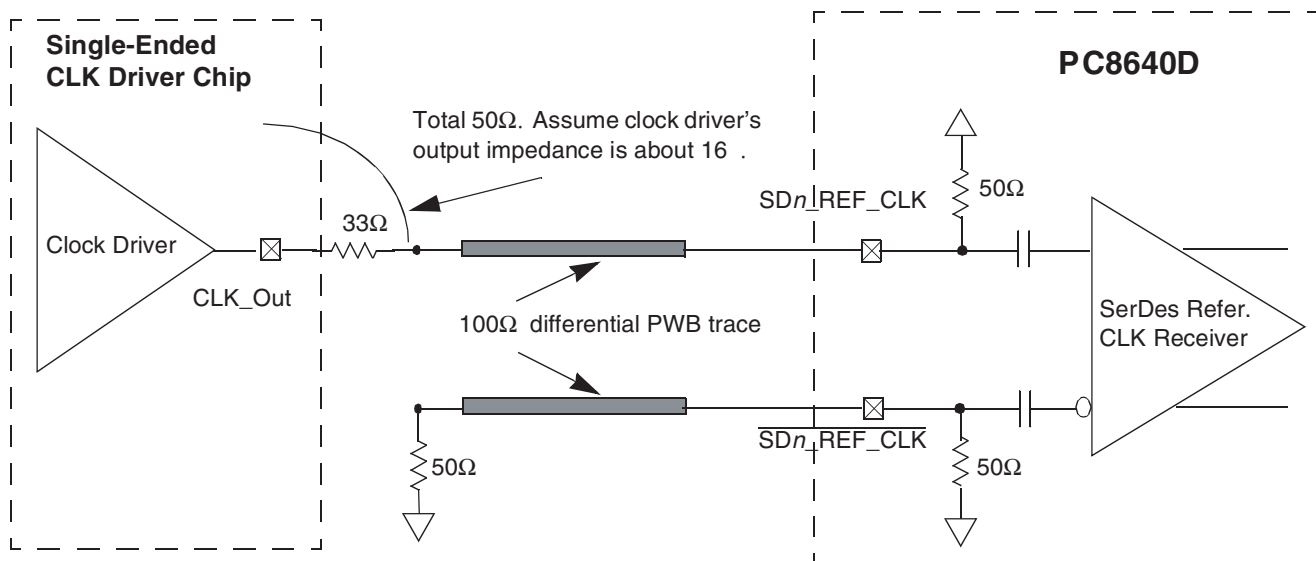 Single-Ended
CLK Driver Chip
PC8640D
Total 50Ω. Assume clock driver's
output impedance is about 16  .
SDn_REF_CLK
50Ω
33Ω
Clock Driver
CLK_Out
100Ω differential PWB trace
SerDes Refer.
CLK Receiver
SDn_REF_CLK
50Ω
50Ω